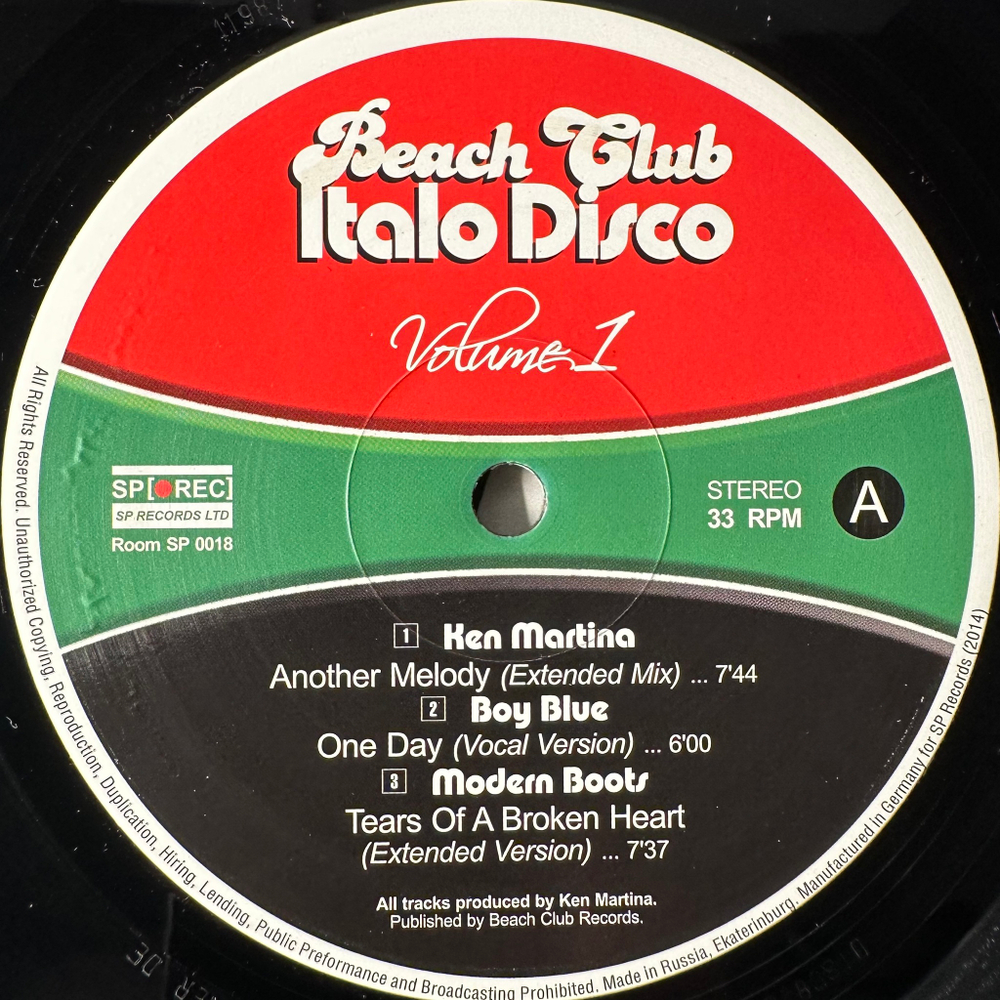 Beach Club
Italo Disco
Volume 1
SP[REC]
SP RECORDS LTD
Room SP 0018
STEREO
33 RPM
A
1 Ken Martina
Another Melody (Extended Mix) ... 7'44
2 Boy Blue
One Day (Vocal Version) ... 6'00
3 Modern Boots
Tears Of A Broken Heart
(Extended Version) ... 7'37
All tracks produced by Ken Martina.
Published by Beach Club Records.
All Rights Reserved. Unauthorized Copying, Reproduction, Duplication, Hiring, Lending, Public Preformance and Broadcasting Prohibited. Made in Russia, Ekaterinburg. Manufactured in Germany for SP Records (2014)